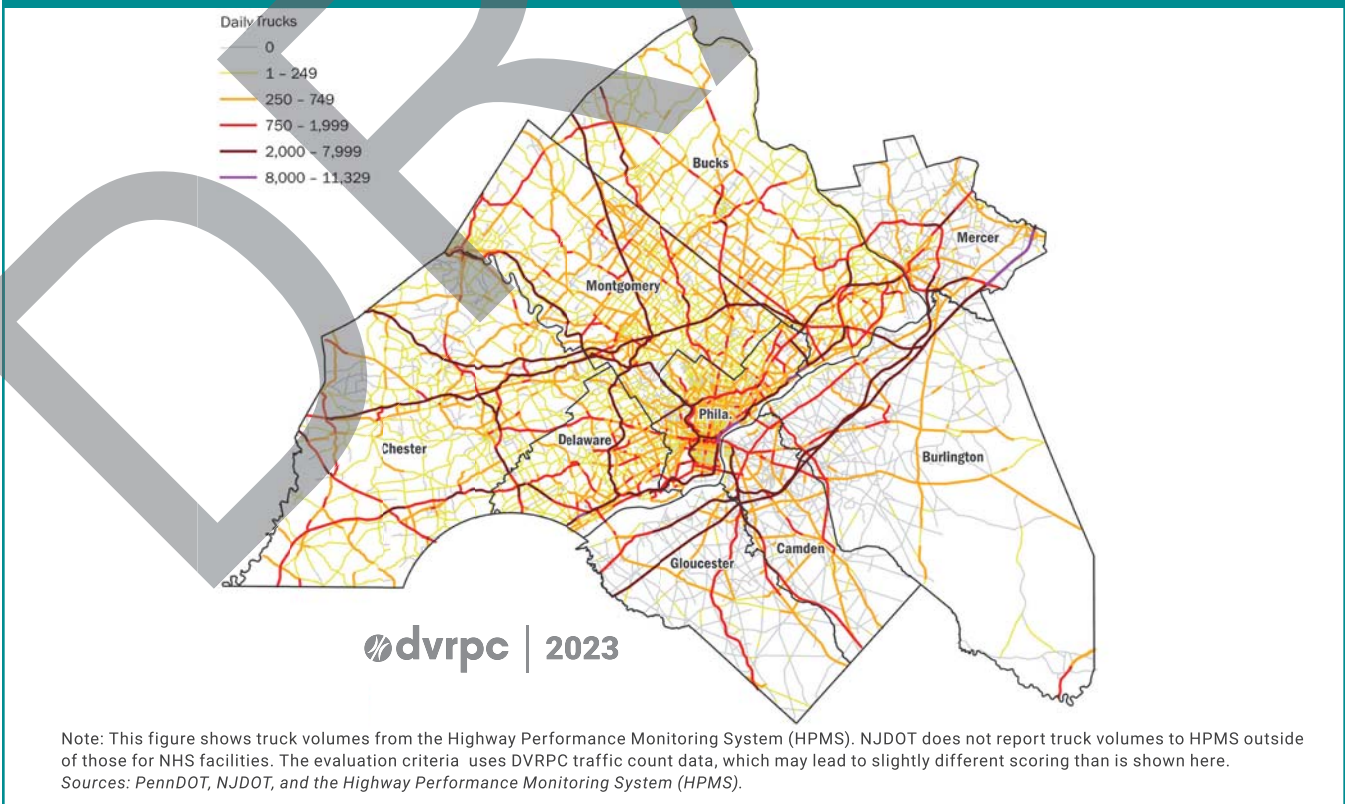 Daily Trucks
0
1 – 249
250 – 749
750 – 1,999
2,000 – 7,999
8,000 – 11,329
Bucks
Mercer
Montgomery
Phila.
Chester
Delaware
Burlington
Camden
Gloucester
dvrpc | 2023
Note: This figure shows truck volumes from the Highway Performance Monitoring System (HPMS). NJDOT does not report truck volumes to HPMS outside
of those for NHS facilities. The evaluation criteria uses DVRPC traffic count data, which may lead to slightly different scoring than is shown here.
Sources: PennDOT, NJDOT, and the Highway Performance Monitoring System (HPMS).